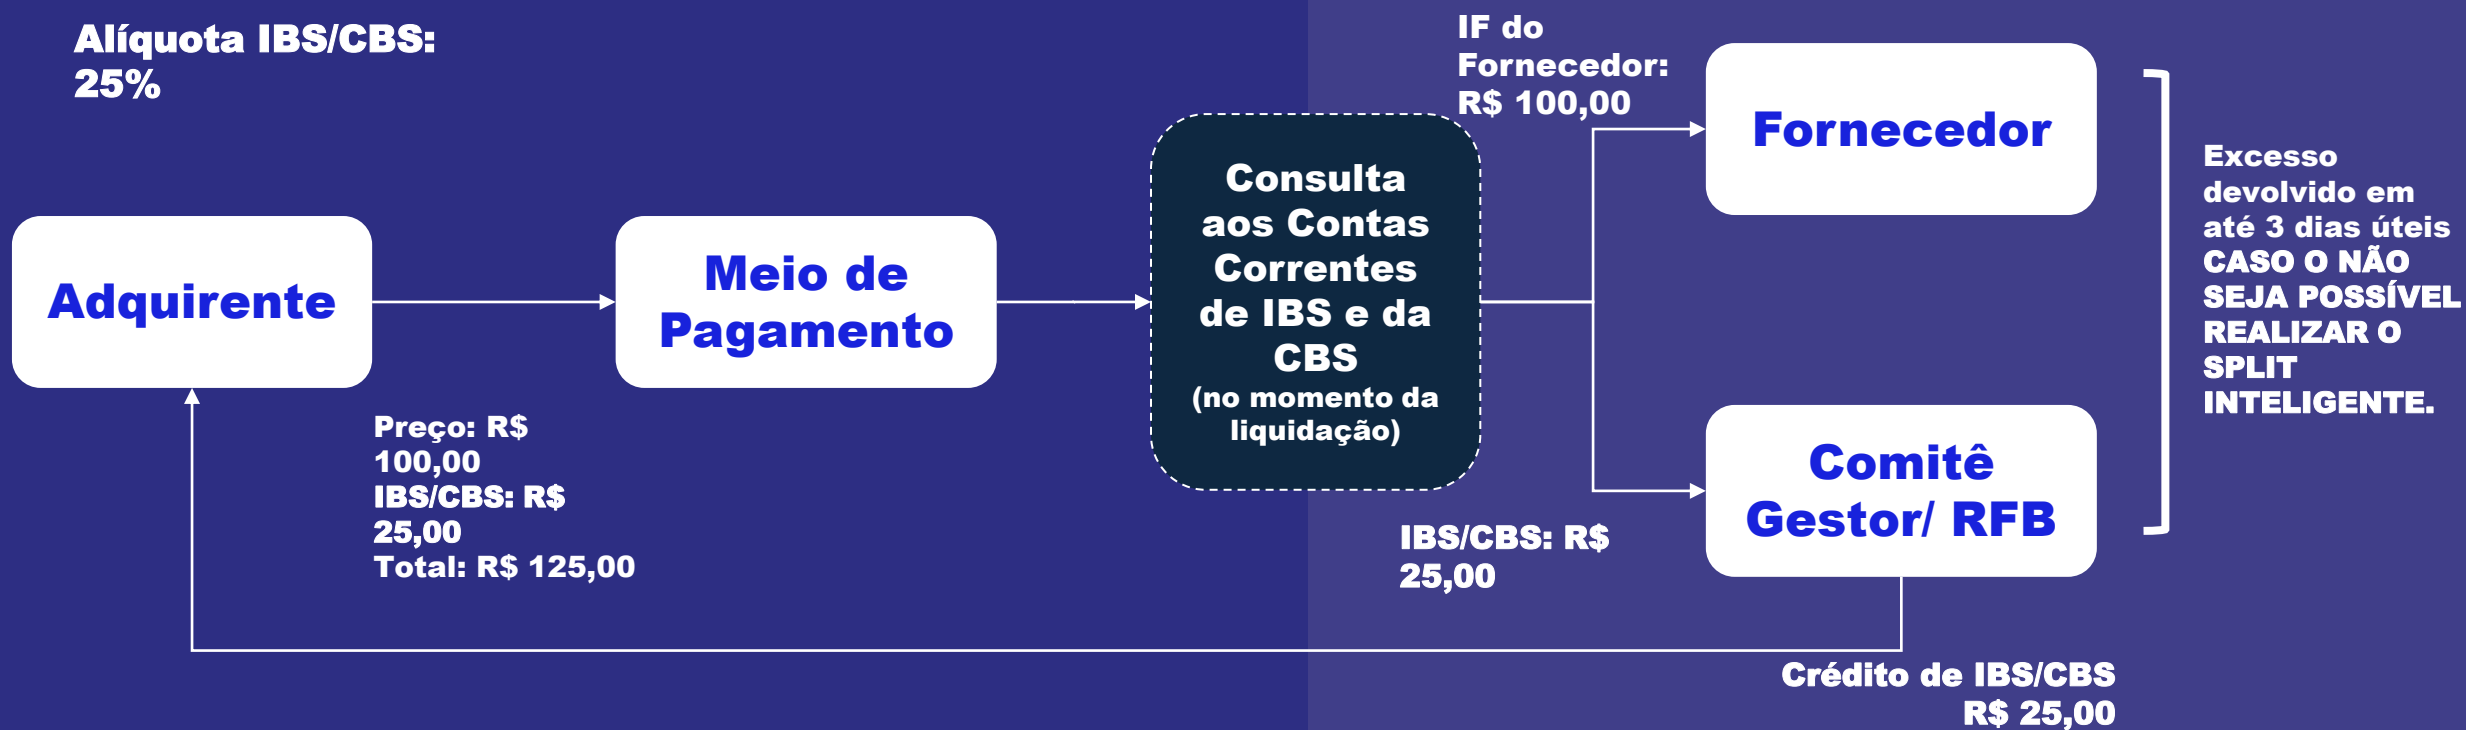 Alíquota IBS/CBS:
25%
Adquirente
Preço: R$
100,00
IBS/CBS: R$
25,00
Total: R$ 125,00
Meio de
Pagamento
Consulta
aos Contas
Correntes
de IBS e da
CBS
(no momento da
liquidação)
IF do
Fornecedor:
R$ 100,00
Fornecedor
IBS/CBS: R$
25,00
Comitê
Gestor/ RFB
Crédito de IBS/CBS
R$ 25,00
Excesso
devolvido em
até 3 dias úteis
CASO O NÃO
SEJA POSSÍVEL
REALIZAR O
SPLIT
INTELIGENTE.